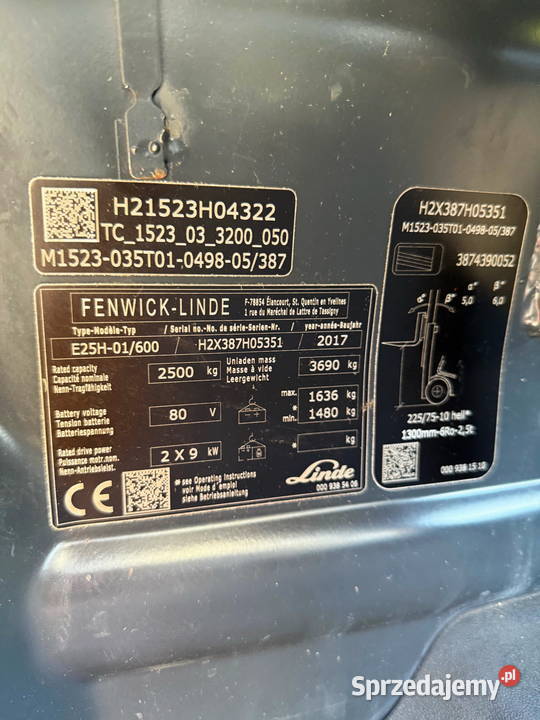 H21523H04322
TC_1523_03_3200_050
M1523-035T01-0498-05/387
H2X387H05351
M1523-035T01-0498-05/387
3874390052
α° 5,0
β° 6,0
225/75-10 hell*
1300mm-6Ro-2,5t
000 938 15 18
FENWICK-LINDE
F-78854 Élancourt, St. Quentin en Yvelines
1 rue du Maréchal de Lattre de Tassigny
Type-Modèle-Typ / Serial no.-No. de série-Serien-Nr. / year-année-Baujahr
E25H-01/600 / H2X387H05351 / 2017
Rated capacity
Capacité nominale
Nenn-Tragfähigkeit
2500 kg
Unladen mass
Masse à vide
Leergewicht
3690 kg
Battery voltage
Tension batterie
Batteriespannung
80 V
max. 1636 kg
* min. 1480 kg
Rated drive power
Puissance motr.nom.
Nenn-Antriebsleist.
2 X 9 kW
* kg
CE
* see Operating Instructions
voir Mode d'emploi
siehe Betriebsanleitung
Linde
000 938 54 06
Sprzedajemy.pl